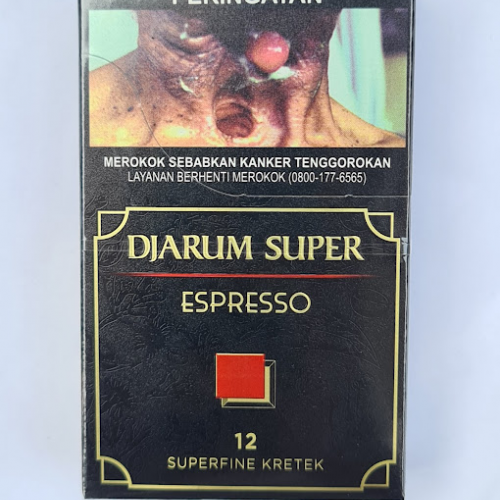 PERINGATAN
MEROKOK SEBABKAN KANKER TENGGOROKAN
LAYANAN BERHENTI MEROKOK (0800-177-6565)
DJARUM SUPER
ESPRESSO
12
SUPERFINE KRETEK